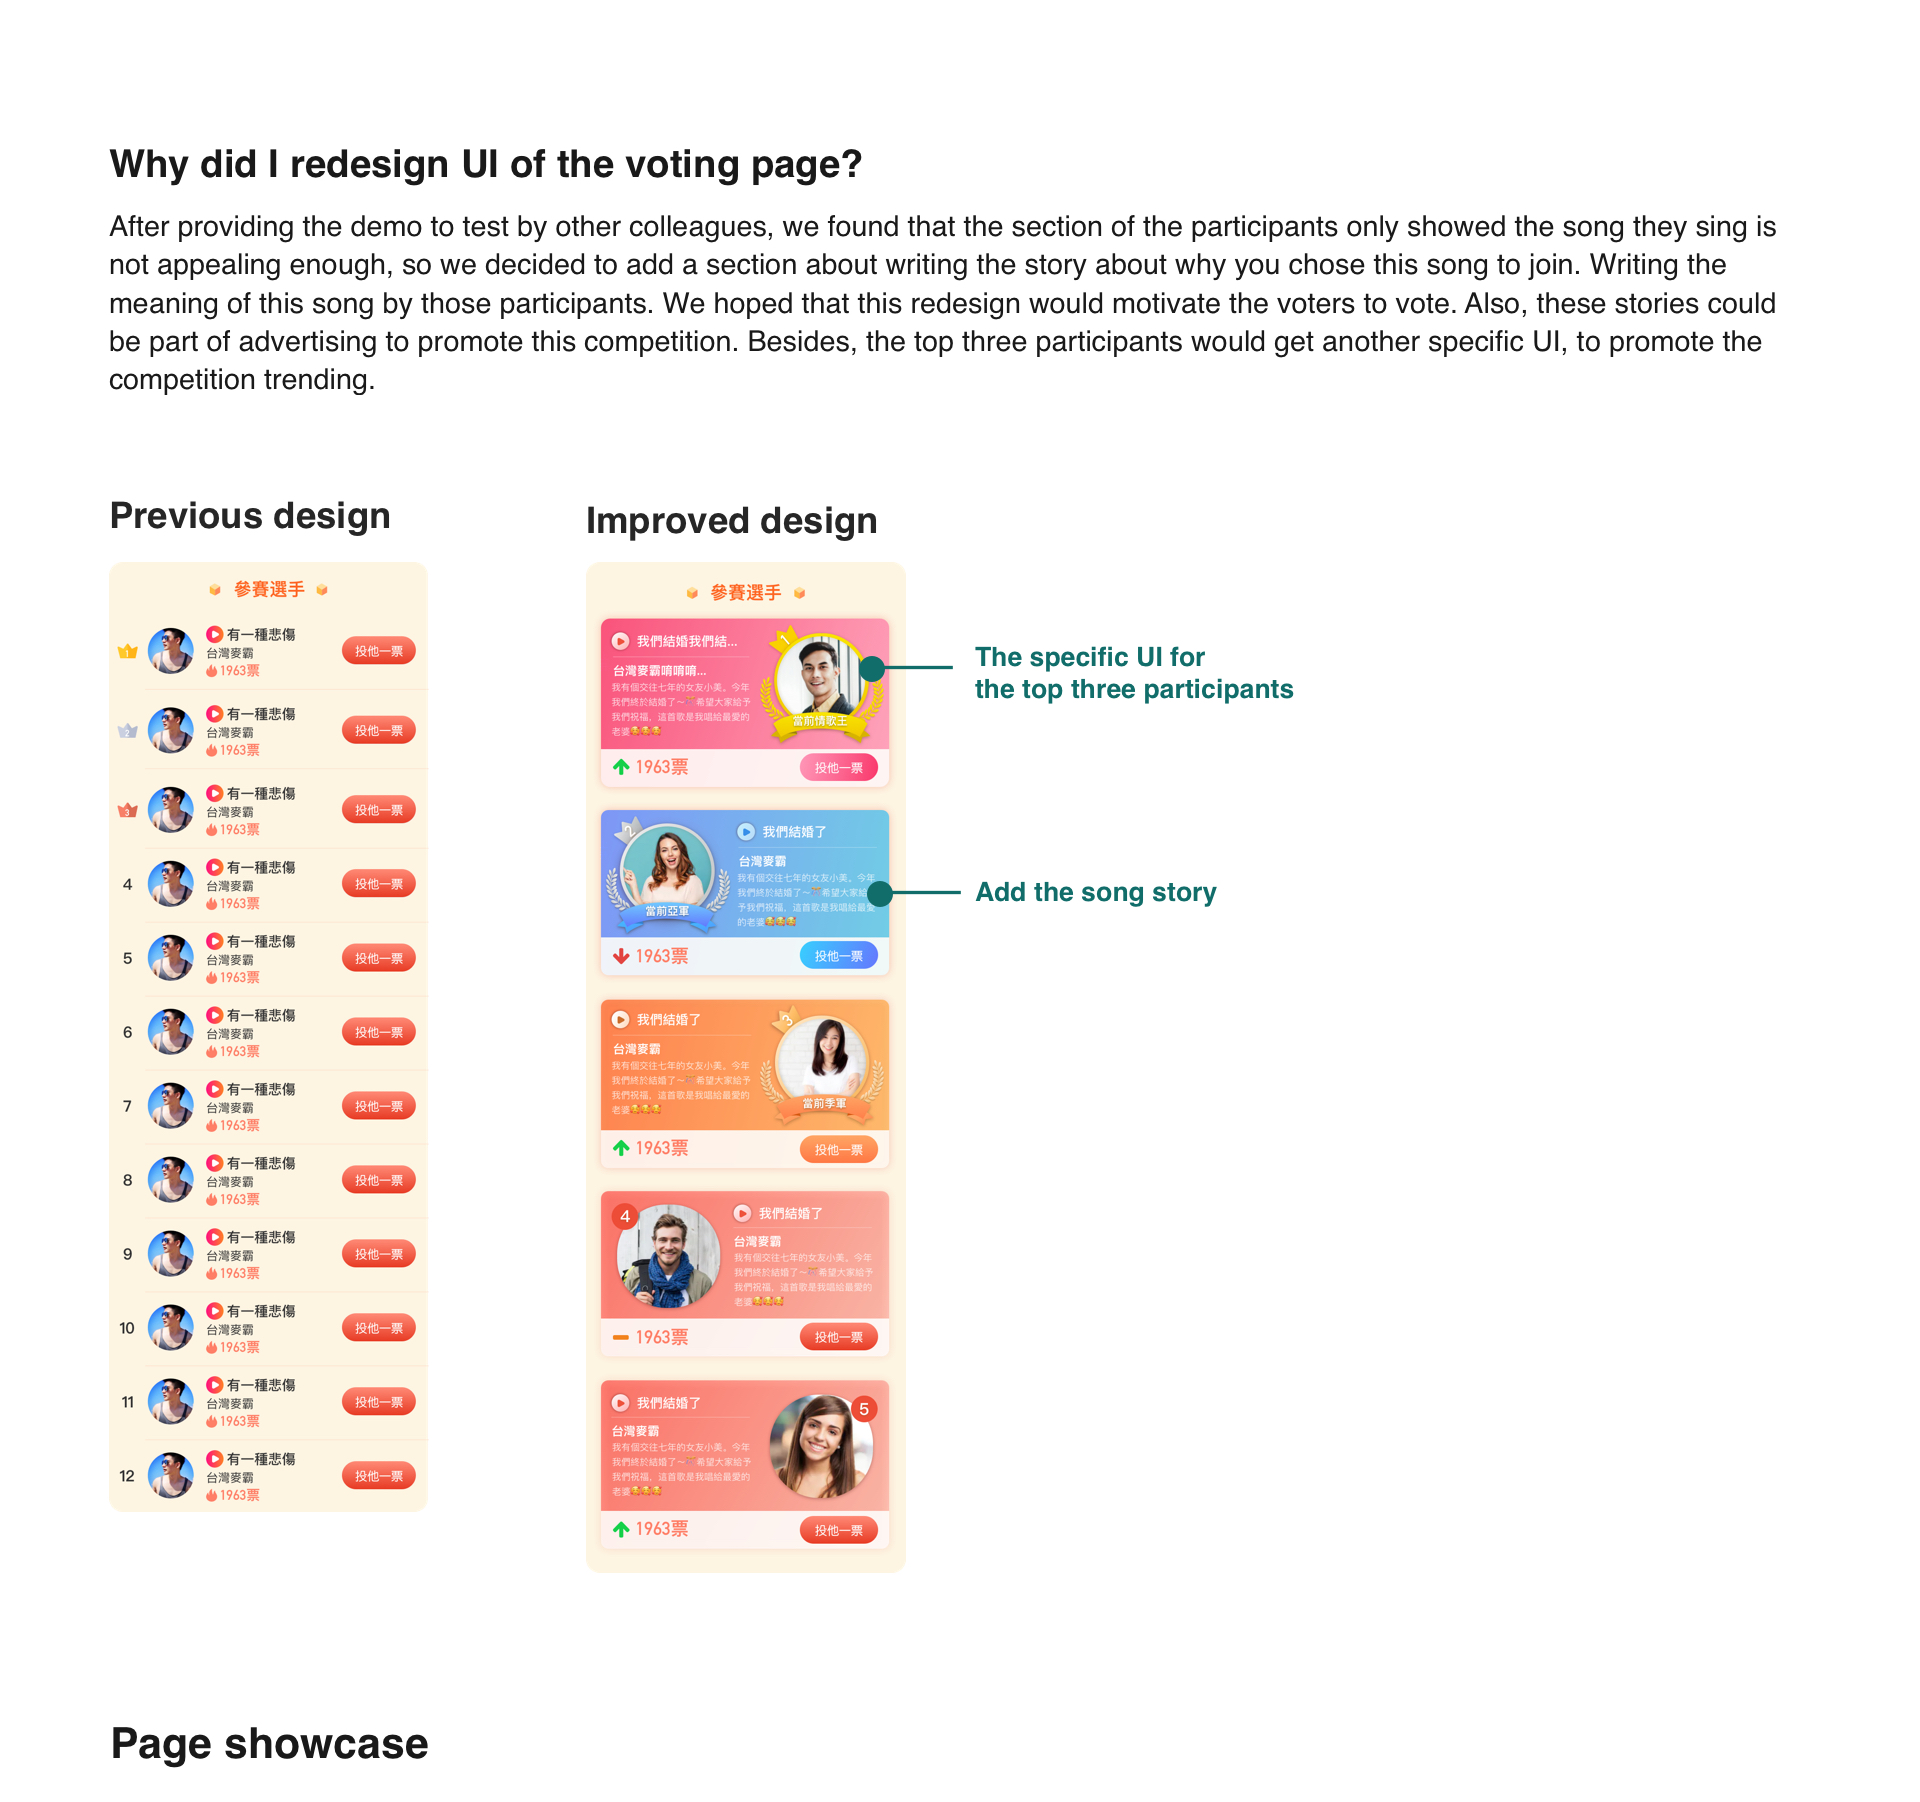 Why did I redesign UI of the voting page?
After providing the demo to test by other colleagues, we found that the section of the participants only showed the song they sing is
not appealing enough, so we decided to add a section about writing the story about why you chose this song to join. Writing the
meaning of this song by those participants. We hoped that this redesign would motivate the voters to vote. Also, these stories could
be part of advertising to promote this competition. Besides, the top three participants would get another specific UI, to promote the
competition trending.
Previous design
參賽選手
1
有一種悲傷
台灣麥霸
1963票
投他一票
2
有一種悲傷
台灣麥霸
1963票
投他一票
3
有一種悲傷
台灣麥霸
1963票
投他一票
4
有一種悲傷
台灣麥霸
1963票
投他一票
5
有一種悲傷
台灣麥霸
1963票
投他一票
6
有一種悲傷
台灣麥霸
1963票
投他一票
7
有一種悲傷
台灣麥霸
1963票
投他一票
8
有一種悲傷
台灣麥霸
1963票
投他一票
9
有一種悲傷
台灣麥霸
1963票
投他一票
10
有一種悲傷
台灣麥霸
1963票
投他一票
11
有一種悲傷
台灣麥霸
1963票
投他一票
12
有一種悲傷
台灣麥霸
1963票
投他一票
Improved design
參賽選手
我們結婚我們結...
台灣麥霸唷唷唷...
我有個交往七年的女友小美。今年
我們終於結婚了～🎊希望大家給予
我們祝福，這首歌是我唱給最愛的
老婆🥰🥰🥰
1
當前情歌王
1963票
投他一票
The specific UI for
the top three participants
2
當前亞軍
我們結婚了
台灣麥霸
我有個交往七年的女友小美。今年
我們終於結婚了～🎊希望大家給
予我們祝福，這首歌是我唱給最愛
的老婆🥰🥰🥰
1963票
投他一票
Add the song story
我們結婚了
台灣麥霸
我有個交往七年的女友小美。今年
我們終於結婚了～🎊希望大家給予
我們祝福，這首歌是我唱給最愛的
老婆🥰🥰🥰
3
當前季軍
1963票
投他一票
4
我們結婚了
台灣麥霸
我有個交往七年的女友小美。今年
我們終於結婚了～🎊希望大家給予
我們祝福，這首歌是我唱給最愛的
老婆🥰🥰🥰
1963票
投他一票
5
我們結婚了
台灣麥霸
我有個交往七年的女友小美。今年
我們終於結婚了～🎊希望大家給予
我們祝福，這首歌是我唱給最愛的
老婆🥰🥰🥰
1963票
投他一票
Page showcase